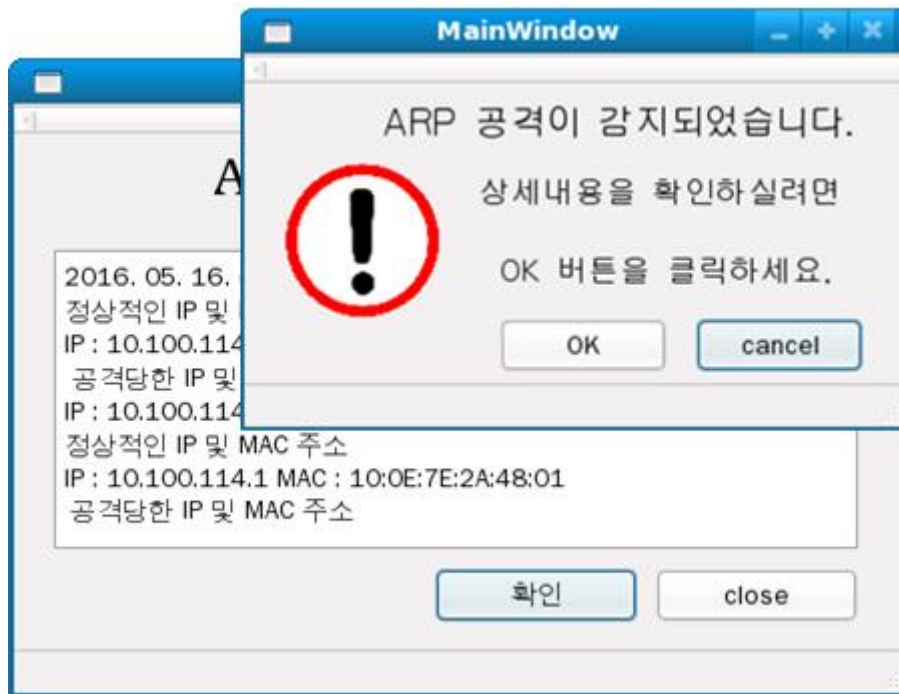 MainWindow
ARP 공격이 감지되었습니다.
상세내용을 확인하실려면
OK 버튼을 클릭하세요.
OK cancel
A
2016. 05. 16.
정상적인 IP 및
IP : 10.100.114
공격당한 IP 및
IP : 10.100.114
정상적인 IP 및 MAC 주소
IP : 10.100.114.1 MAC : 10:0E:7E:2A:48:01
공격당한 IP 및 MAC 주소
확인 close